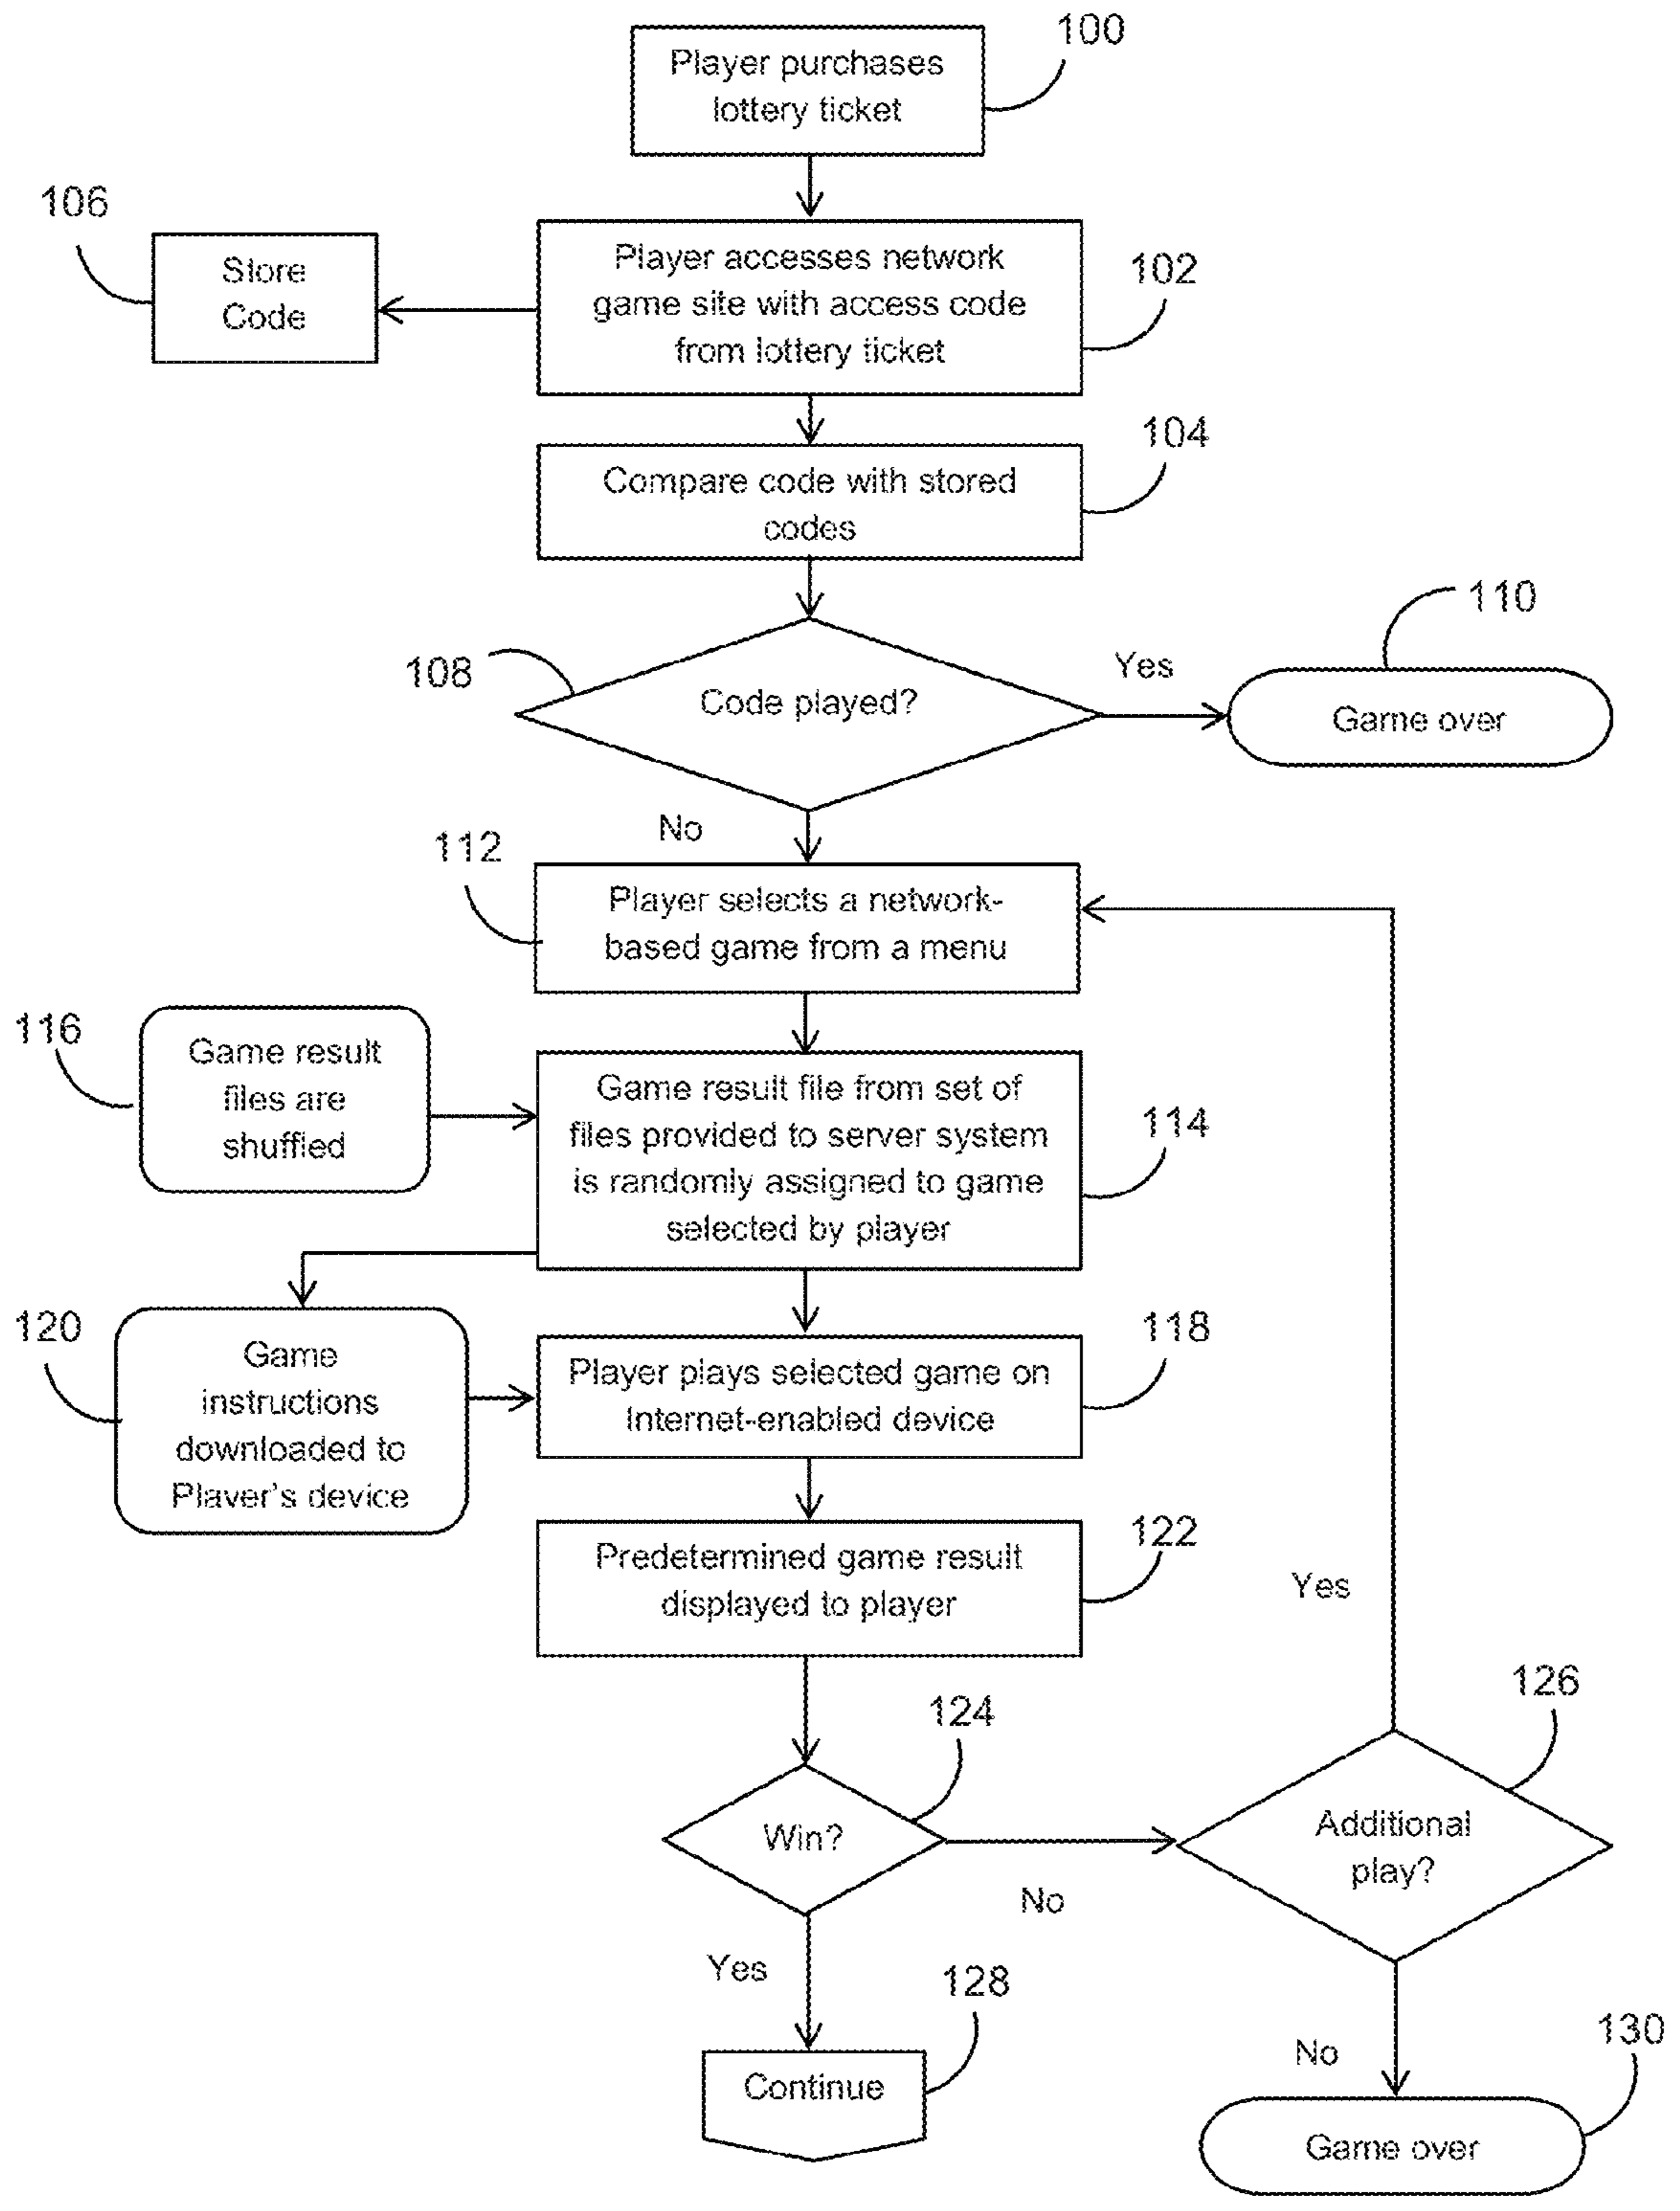 100
Player purchases
lottery ticket
106
Slore
Code
Player accesses network
game site with access code
from lottery ticket
102
104
Compare code with stored
codes
108
Code played?
Yes
110
Game over
No
112
Player selects a network-
based game from a menu
116
Game result
files are
shuffled
Game result file from set of
files provided to server system
is randomly assigned to game
selected by player
114
120
Game
instructions
downloaded to
Plaver's device
118
Player plays selected game on
Internet-enabled device
122
Predetermined game result
displayed to player
Yes
124
Win?
126
Additional
play?
No
Yes
128
Continue
No
130
Game over